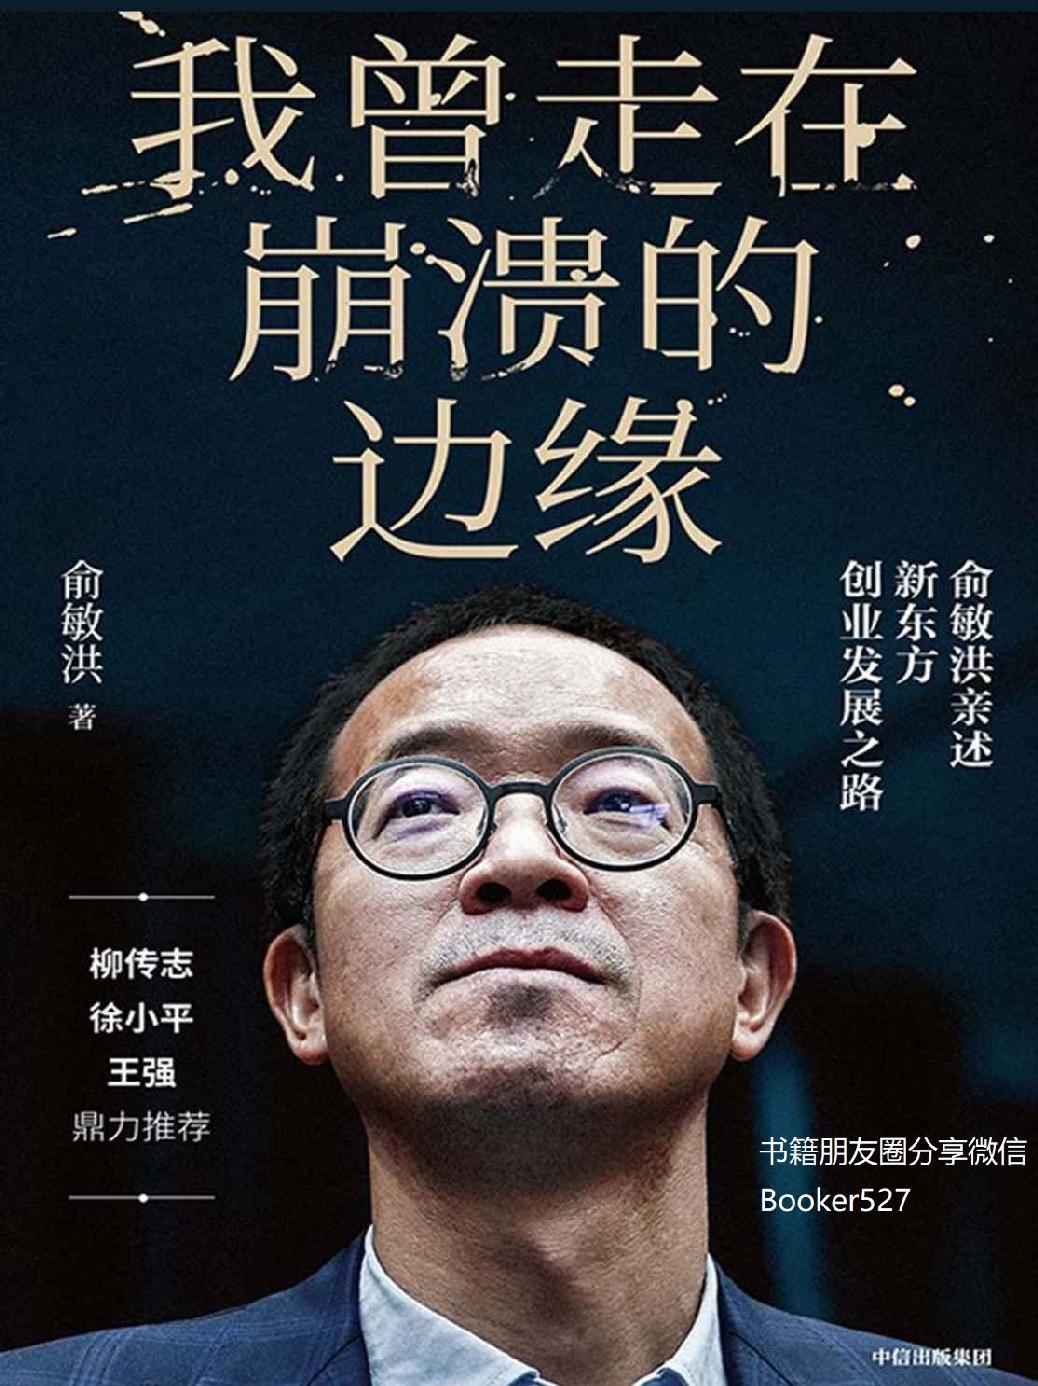 我曾走在
崩溃的
边缘
俞敏洪 著
俞敏洪亲述
新东方
创业发展之路
柳传志
徐小平
王强
鼎力推荐
书籍朋友圈分享微信
Booker527
中信出版集团